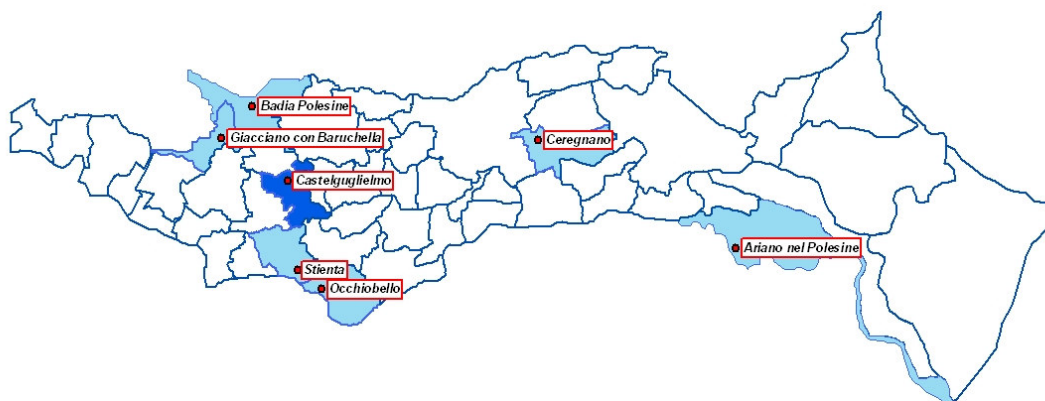 Badia Polesine
Giacciano con Baruchella
Ceregnano
Castelguglielmo
Ariano nel Polesine
Stienta
Occhiobello